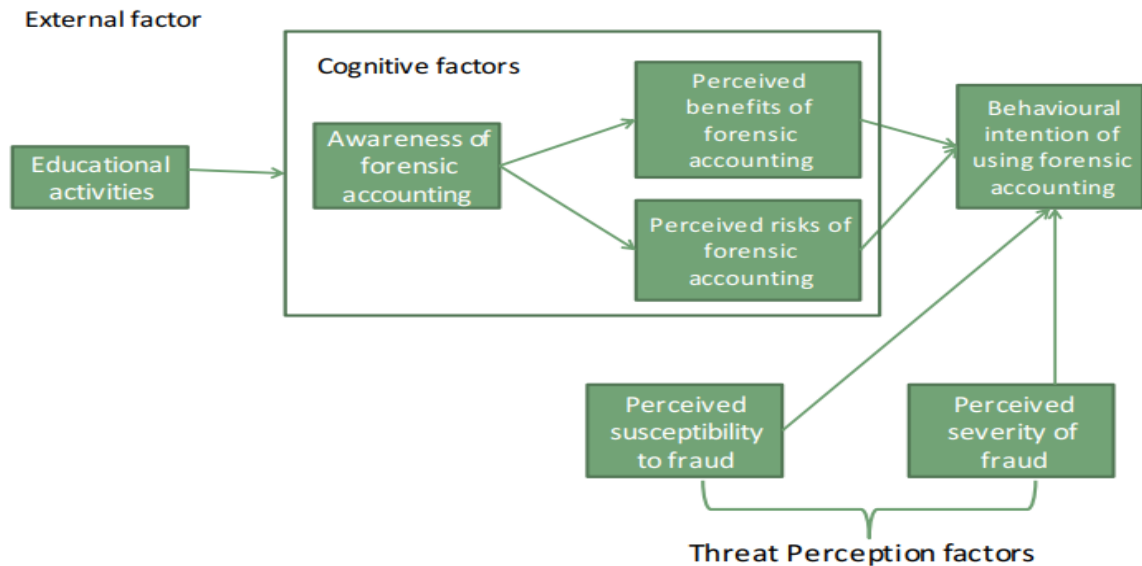 External factor
Cognitive factors
Educational
activities
Awareness of
forensic
accounting
Perceived
benefits of
forensic
accounting
Perceived risks of
forensic
accounting
Behavioural
intention of
using forensic
accounting
Perceived
susceptibility
to fraud
Perceived
severity of
fraud
Threat Perception factors